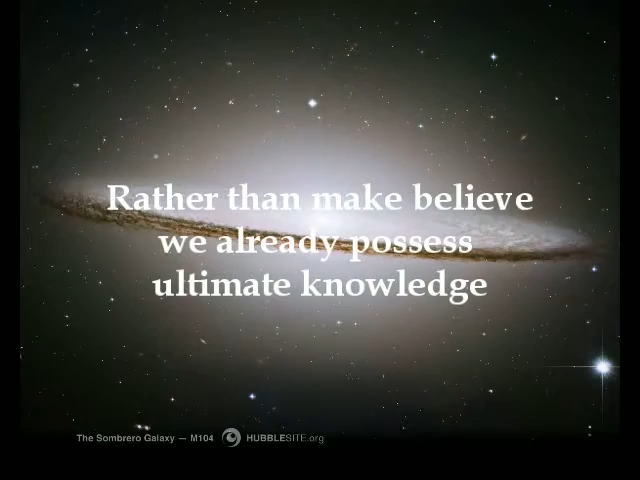 Rather than make believe
we already possess
ultimate knowledge
The Sombrero Galaxy — M104 HUBBLESITE.org